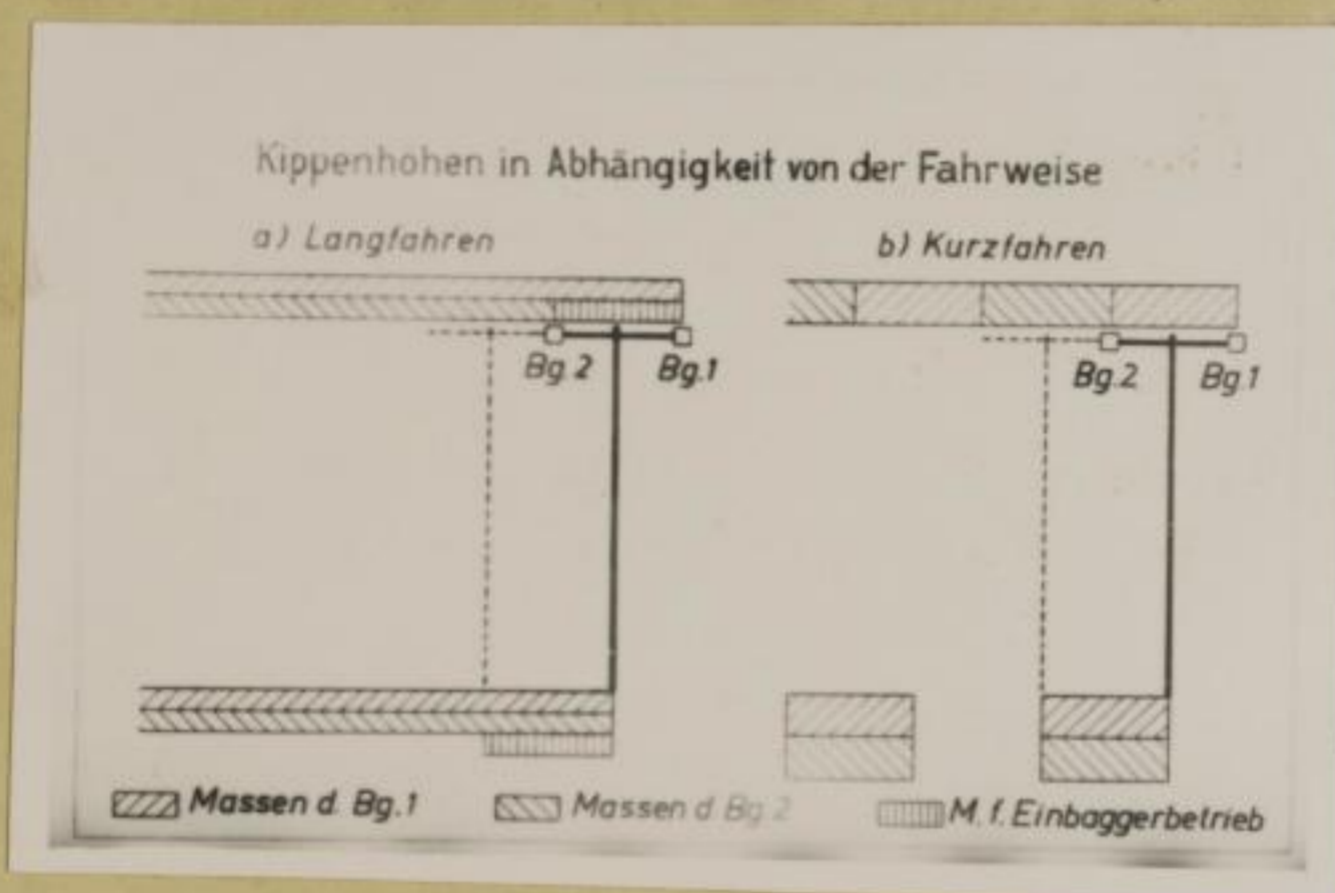 Kippenhöhen in Abhängigkeit von der Fahrweise
a) Langfahren
b) Kurzfahren
Bg. 2
Bg.1
Bg.2
Bg.1
Massen d. Bg.1
Massen d Bg 2
M. f. Einbaggerbetrieb